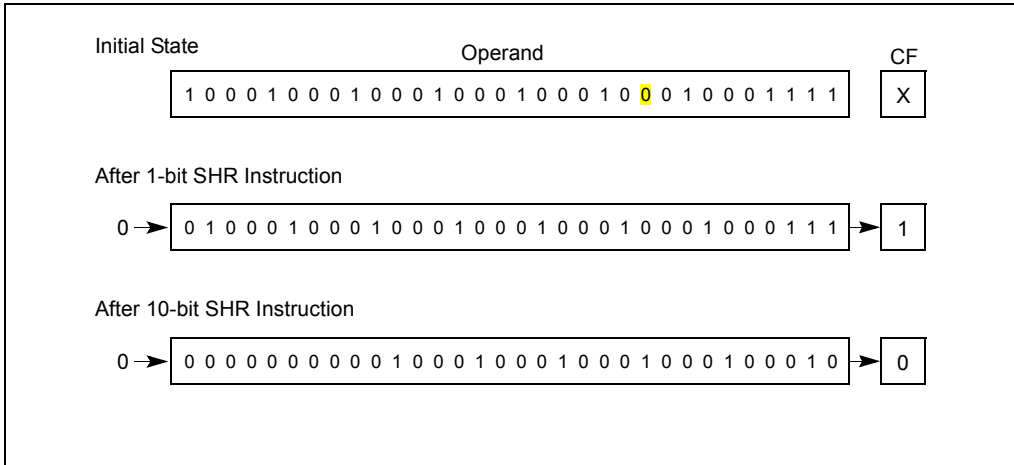 Initial State
Operand
CF
1 0 0 0 1 0 0 0 1 0 0 0 1 0 0 0 1 0 0 0 1 0 0 0 1 0 0 0 1 1 1 1
X
After 1-bit SHR Instruction
0
0 1 0 0 0 1 0 0 0 1 0 0 0 1 0 0 0 1 0 0 0 1 0 0 0 1 0 0 0 1 1 1
1
After 10-bit SHR Instruction
0
0 0 0 0 0 0 0 0 0 0 1 0 0 0 1 0 0 0 1 0 0 0 1 0 0 0 1 0 0 0 1 0
0